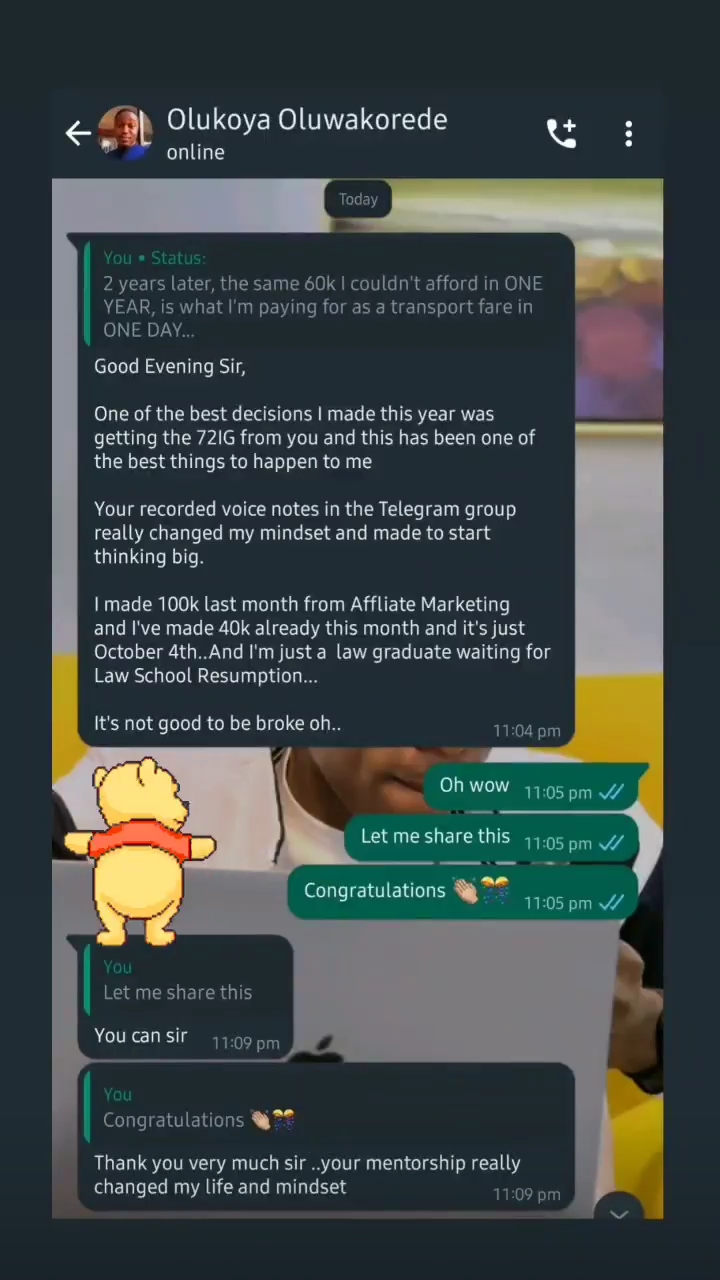 Olukoya Oluwakorede
online
Today
You • Status:
2 years later, the same 60k I couldn't afford in ONE
YEAR, is what I'm paying for as a transport fare in
ONE DAY...
Good Evening Sir,
One of the best decisions I made this year was
getting the 72IG from you and this has been one of
the best things to happen to me
Your recorded voice notes in the Telegram group
really changed my mindset and made to start
thinking big.
I made 100k last month from Affliate Marketing
and I've made 40k already this month and it's just
October 4th..And I'm just a law graduate waiting for
Law School Resumption...
It's not good to be broke oh..
11:04 pm
Oh wow 11:05 pm
Let me share this 11:05 pm
Congratulations 👏🏼🎊 11:05 pm
You
Let me share this
You can sir 11:09 pm
You
Congratulations 👏🏼🎊
Thank you very much sir ..your mentorship really
changed my life and mindset
11:09 pm